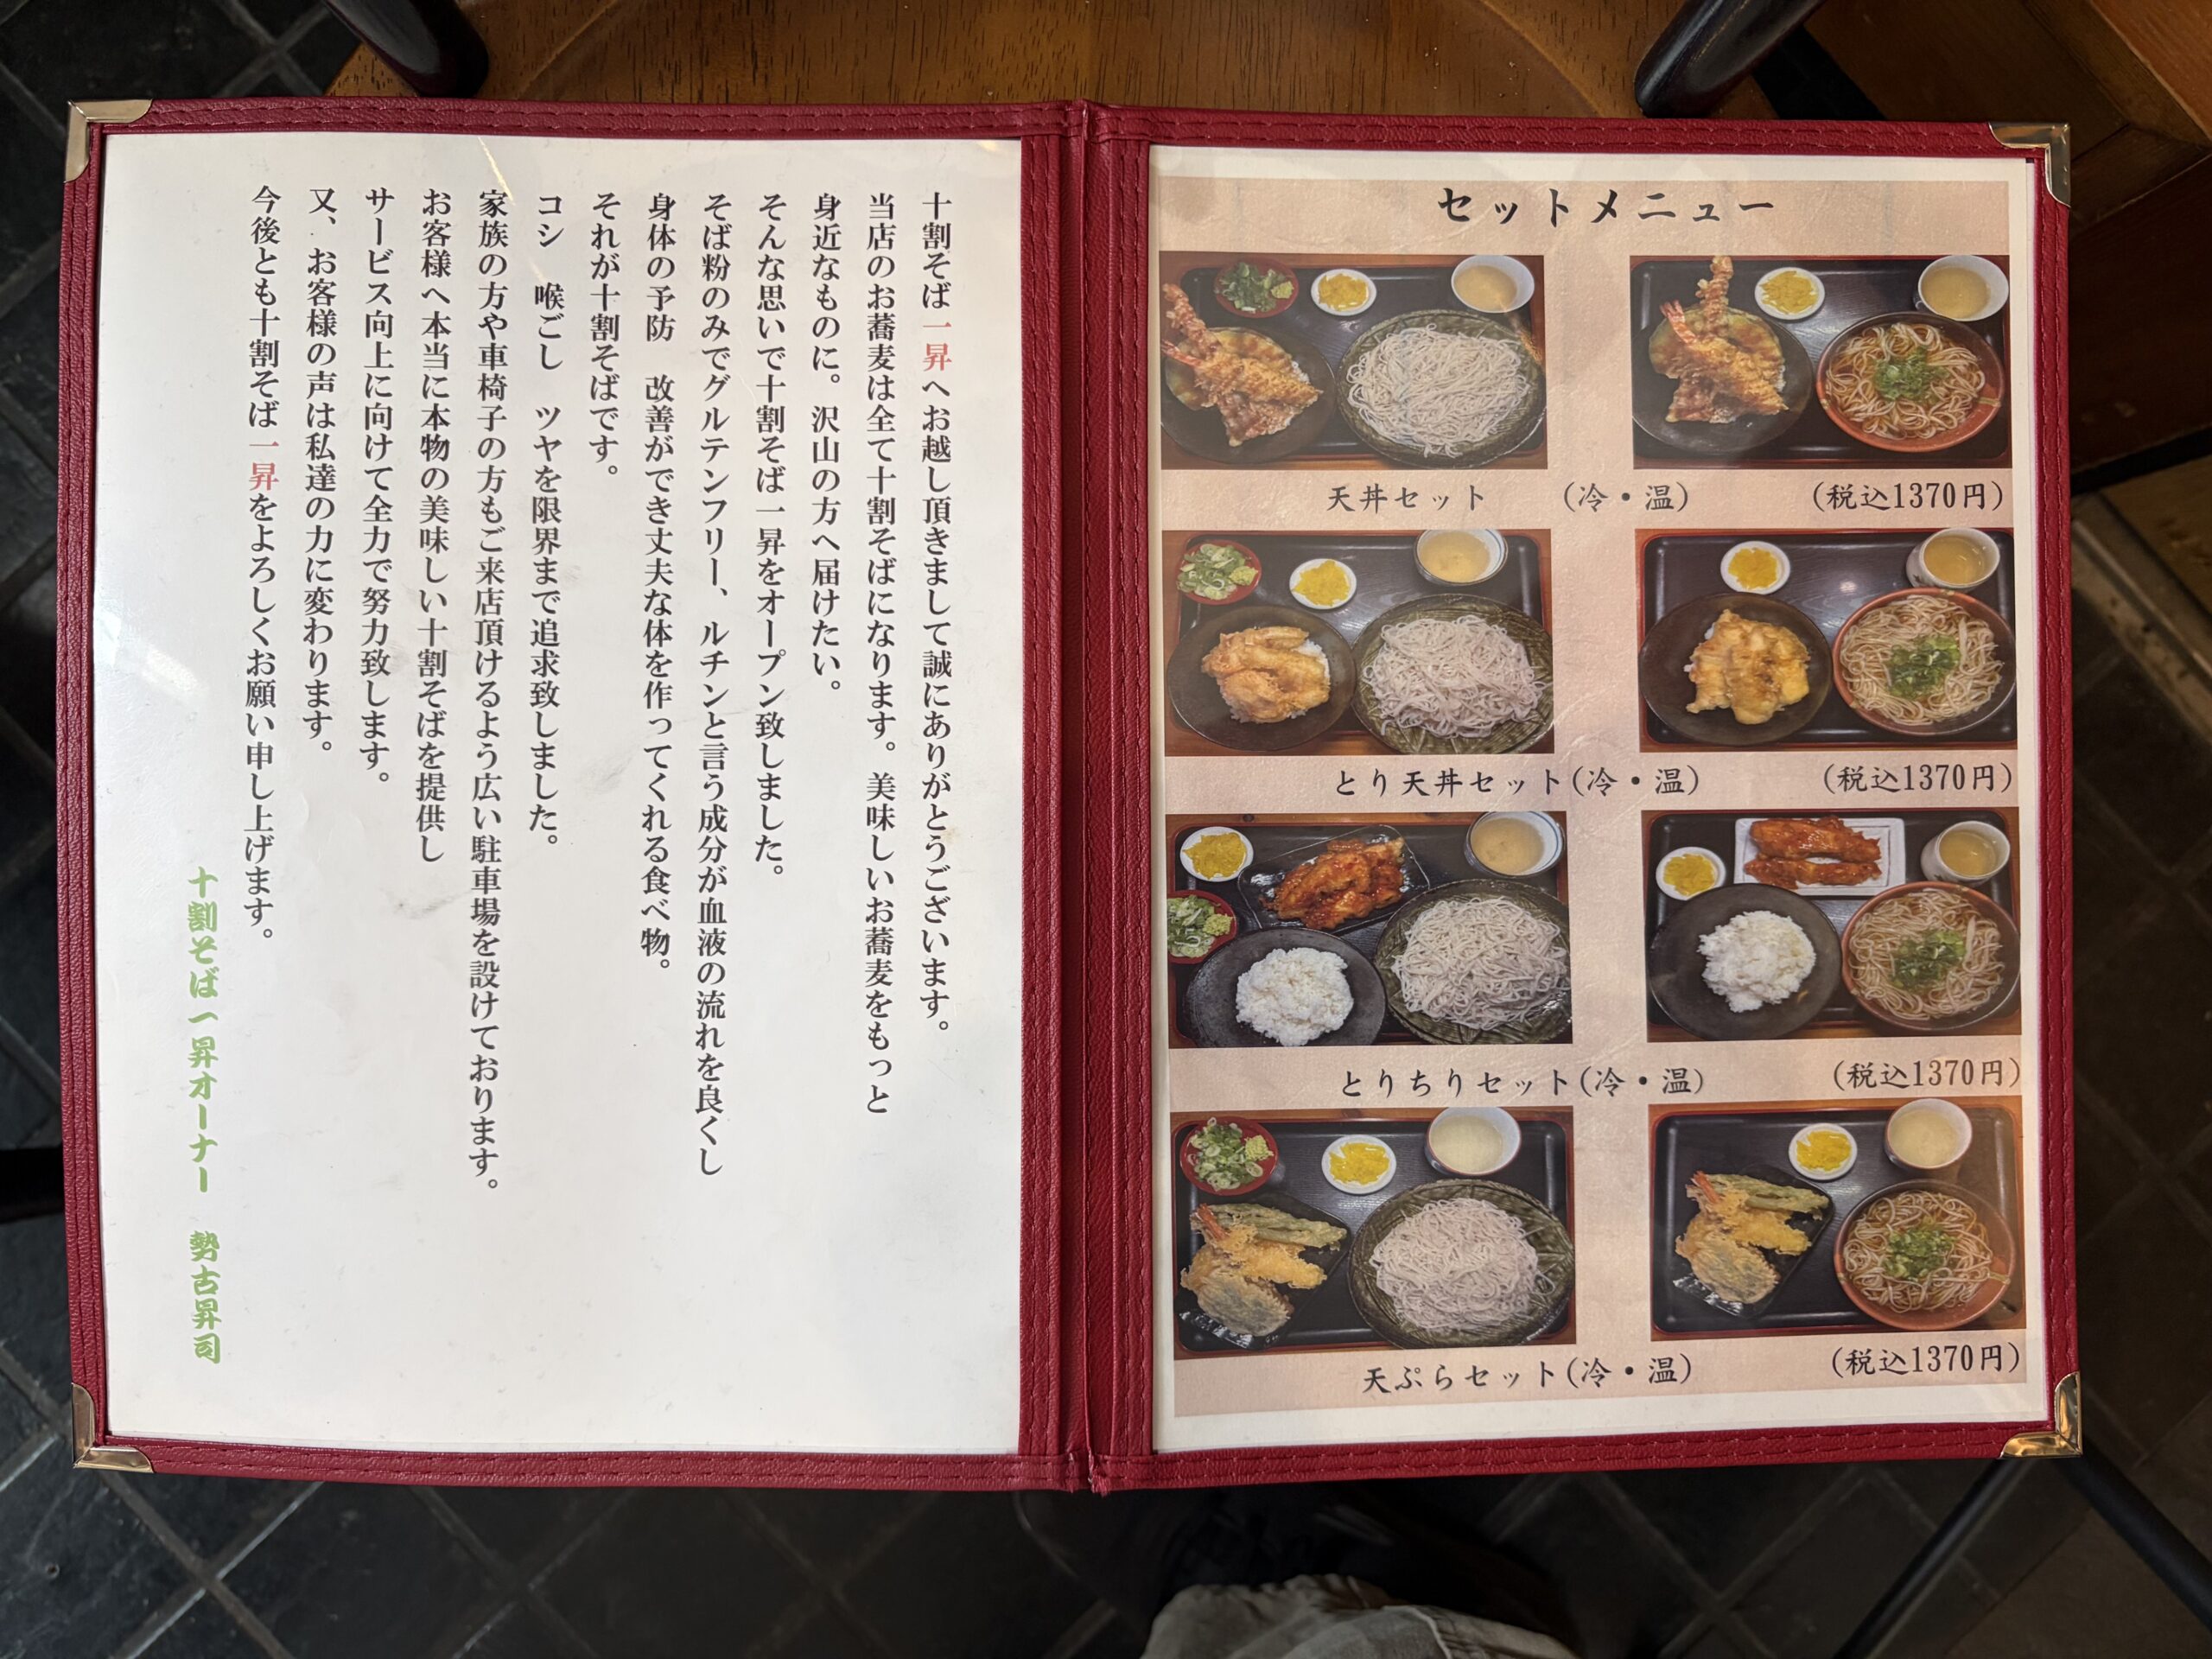 十割そば一昇へお越し頂きまして誠にありがとうございます。
当店のお蕎麦は全て十割そばになります。美味しいお蕎麦をもっと
身近なものに。沢山の方へ届けたい。
そんな思いで十割そば一昇をオープン致しました。
そば粉のみでグルテンフリー、ルチンと言う成分が血液の流れを良くし
身体の予防　改善ができ丈夫な体を作ってくれる食べ物。
それが十割そばです。
コシ　喉ごし　ツヤを限界まで追求致しました。
家族の方や車椅子の方もご来店頂けるよう広い駐車場を設けております。
お客様へ本当に本物の美味しい十割そばを提供し
サービス向上に向けて全力で努力致します。
又、お客様の声は私達の力に変わります。
今後とも十割そば一昇をよろしくお願い申し上げます。
十割そば一昇オーナー　勢古昇司
セットメニュー
天丼セット　(冷・温)　(税込1370円)
とり天丼セット(冷・温)　(税込1370円)
とりちりセット(冷・温)　(税込1370円)
天ぷらセット(冷・温)　(税込1370円)